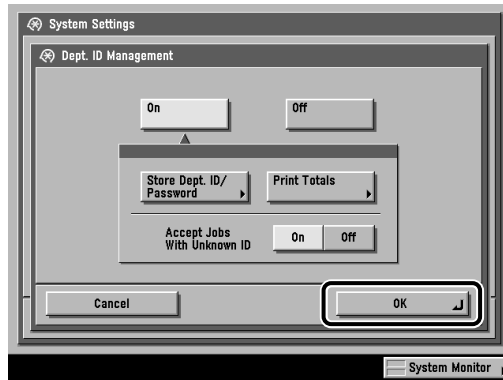 System Settings
Dept. ID Management
On
Off
Store Dept. ID/
Password
Print Totals
Accept Jobs
With Unknown ID
On
Off
Cancel
OK
System Monitor